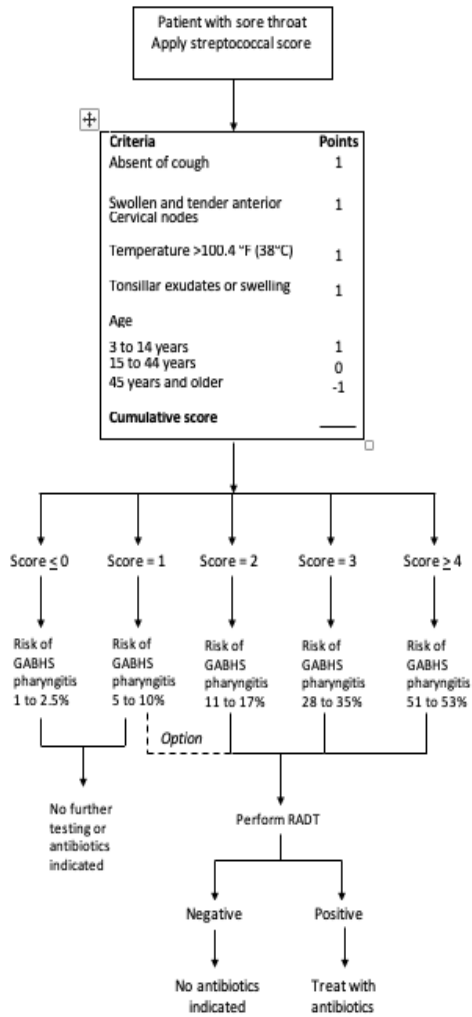 Patient with sore throat
Apply streptococcal score
Criteria Points
Absent of cough 1
Swollen and tender anterior 1
Cervical nodes
Temperature >100.4 °F (38°C) 1
Tonsillar exudates or swelling 1
Age
3 to 14 years 1
15 to 44 years 0
45 years and older -1
Cumulative score
Score ≤ 0 Score = 1 Score = 2 Score = 3 Score ≥ 4
Risk of Risk of Risk of Risk of Risk of
GABHS GABHS GABHS GABHS GABHS
pharyngitis pharyngitis pharyngitis pharyngitis pharyngitis
1 to 2.5% 5 to 10% 11 to 17% 28 to 35% 51 to 53%
Option
No further
testing or
antibiotics
indicated
Perform RADT
Negative Positive
No antibiotics Treat with
indicated antibiotics